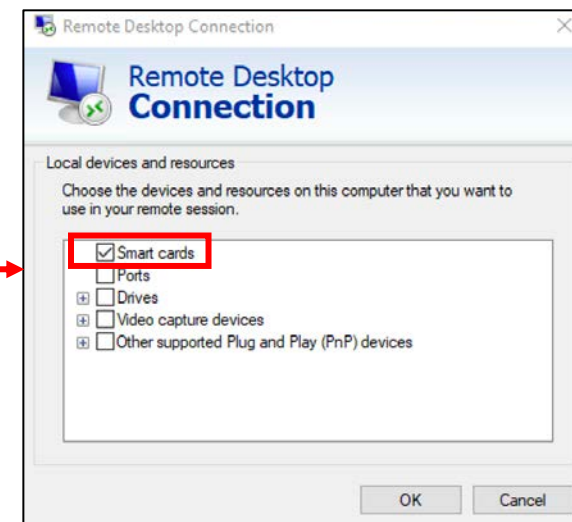 Remote Desktop Connection
Remote Desktop
Connection
Local devices and resources
Choose the devices and resources on this computer that you want to
use in your remote session.
Smart cards
Ports
Drives
Video capture devices
Other supported Plug and Play (PnP) devices
OK
Cancel